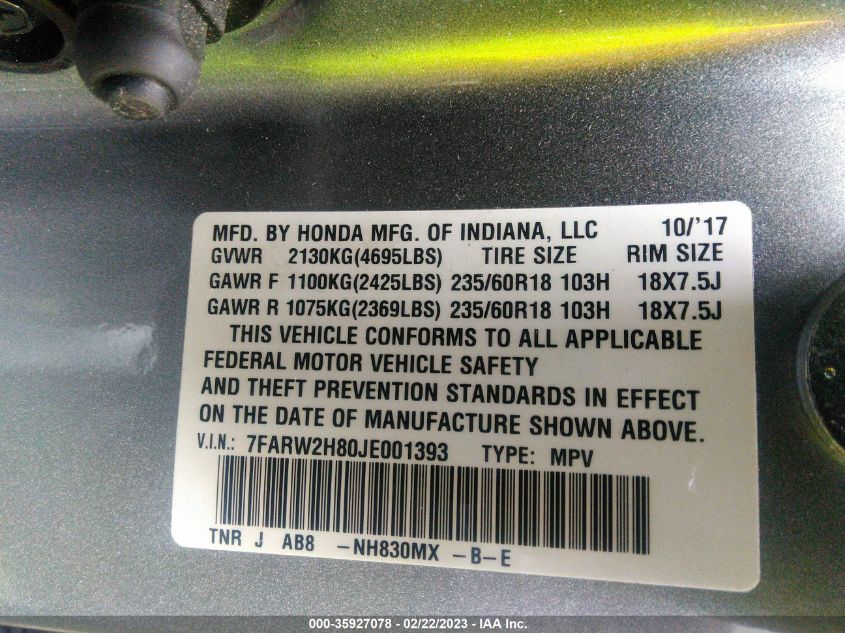 MFD. BY HONDA MFG. OF INDIANA, LLC 10/'17
GVWR 2130KG(4695LBS) TIRE SIZE RIM SIZE
GAWR F 1100KG(2425LBS) 235/60R18 103H 18X7.5J
GAWR R 1075KG(2369LBS) 235/60R18 103H 18X7.5J
THIS VEHICLE CONFORMS TO ALL APPLICABLE
FEDERAL MOTOR VEHICLE SAFETY
AND THEFT PREVENTION STANDARDS IN EFFECT
ON THE DATE OF MANUFACTURE SHOWN ABOVE.
V.I.N.: 7FARW2H80JE001393 TYPE: MPV
TNR J AB8 -NH830MX -B-E
000-35927078 - 02/22/2023 - IAA Inc.